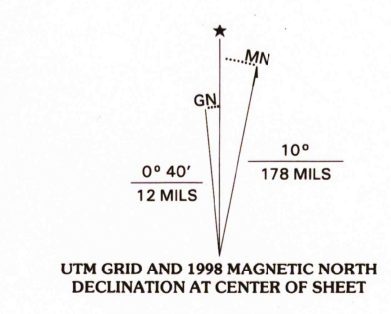 ★
MN
GN
0° 40′
12 MILS
10°
178 MILS
UTM GRID AND 1998 MAGNETIC NORTH
DECLINATION AT CENTER OF SHEET